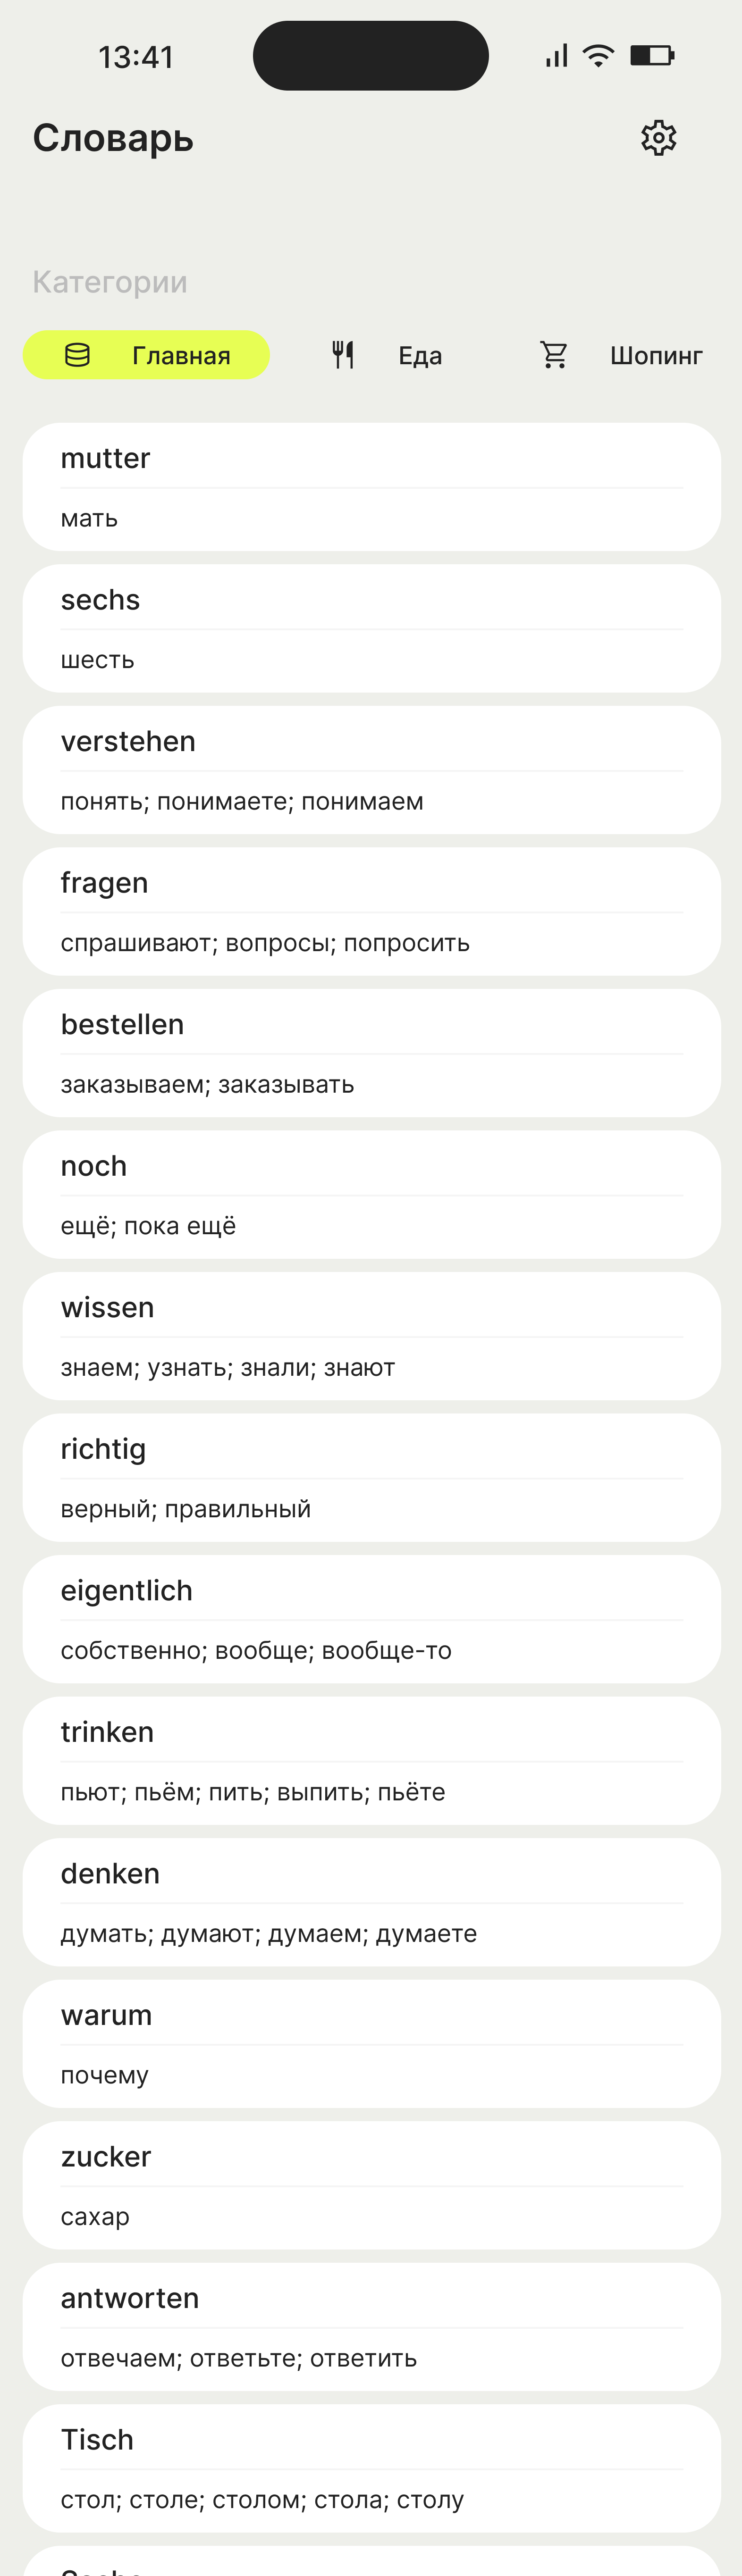 13:41
Словарь
Категории
Главная Еда Шопинг
mutter
мать
sechs
шесть
verstehen
понять; понимаете; понимаем
fragen
спрашивают; вопросы; попросить
bestellen
заказываем; заказывать
noch
ещё; пока ещё
wissen
знаем; узнать; знали; знают
richtig
верный; правильный
eigentlich
собственно; вообще; вообще-то
trinken
пьют; пьём; пить; выпить; пьёте
denken
думать; думают; думаем; думаете
warum
почему
zucker
сахар
antworten
отвечаем; ответьте; ответить
Tisch
стол; столе; столом; стола; столу